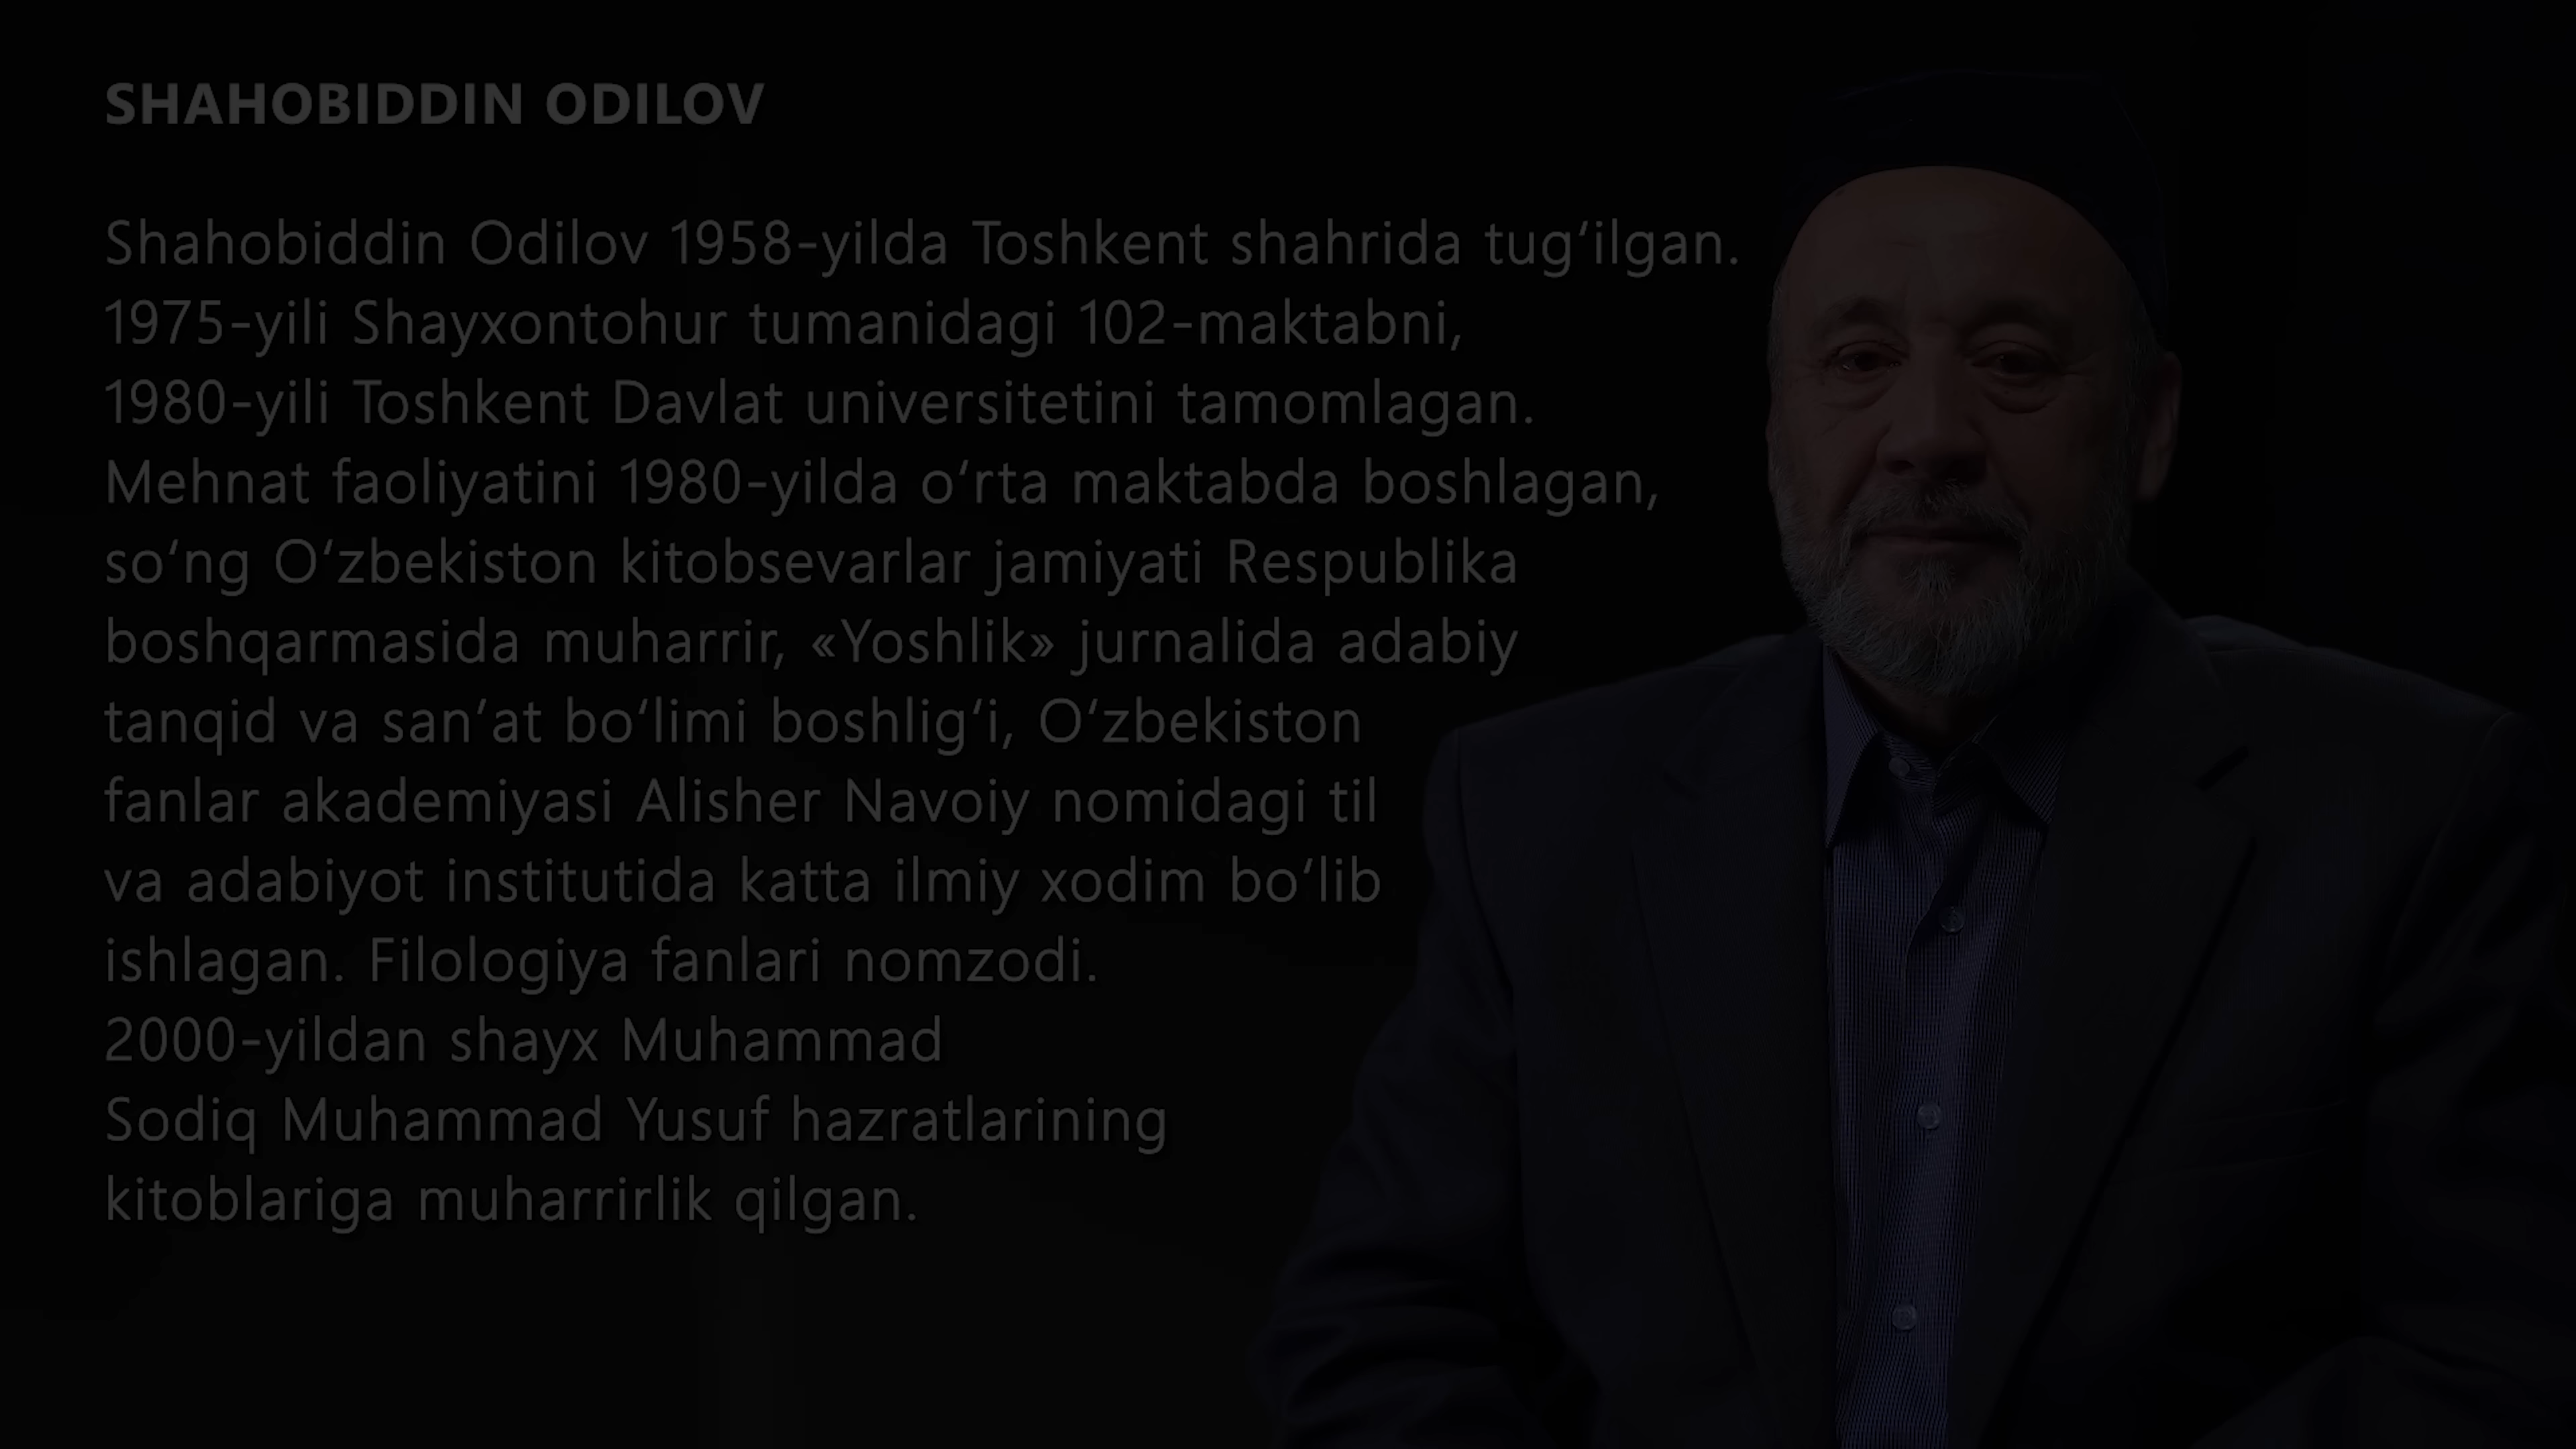 SHAHOBIDDIN ODILOV
Shahobiddin Odilov 1958-yilda Toshkent shahrida tug‘ilgan.
1975-yili Shayxontohur tumanidagi 102-maktabni,
1980-yili Toshkent Davlat universitetini tamomlagan.
Mehnat faoliyatini 1980-yilda o‘rta maktabda boshlagan,
so‘ng O‘zbekiston kitobsevarlar jamiyati Respublika
boshqarmasida muharrir, «Yoshlik» jurnalida adabiy
tanqid va san’at bo‘limi boshlig‘i, O‘zbekiston
fanlar akademiyasi Alisher Navoiy nomidagi til
va adabiyot institutida katta ilmiy xodim bo‘lib
ishlagan. Filologiya fanlari nomzodi.
2000-yildan shayx Muhammad
Sodiq Muhammad Yusuf hazratlarining
kitoblariga muharrirlik qilgan.